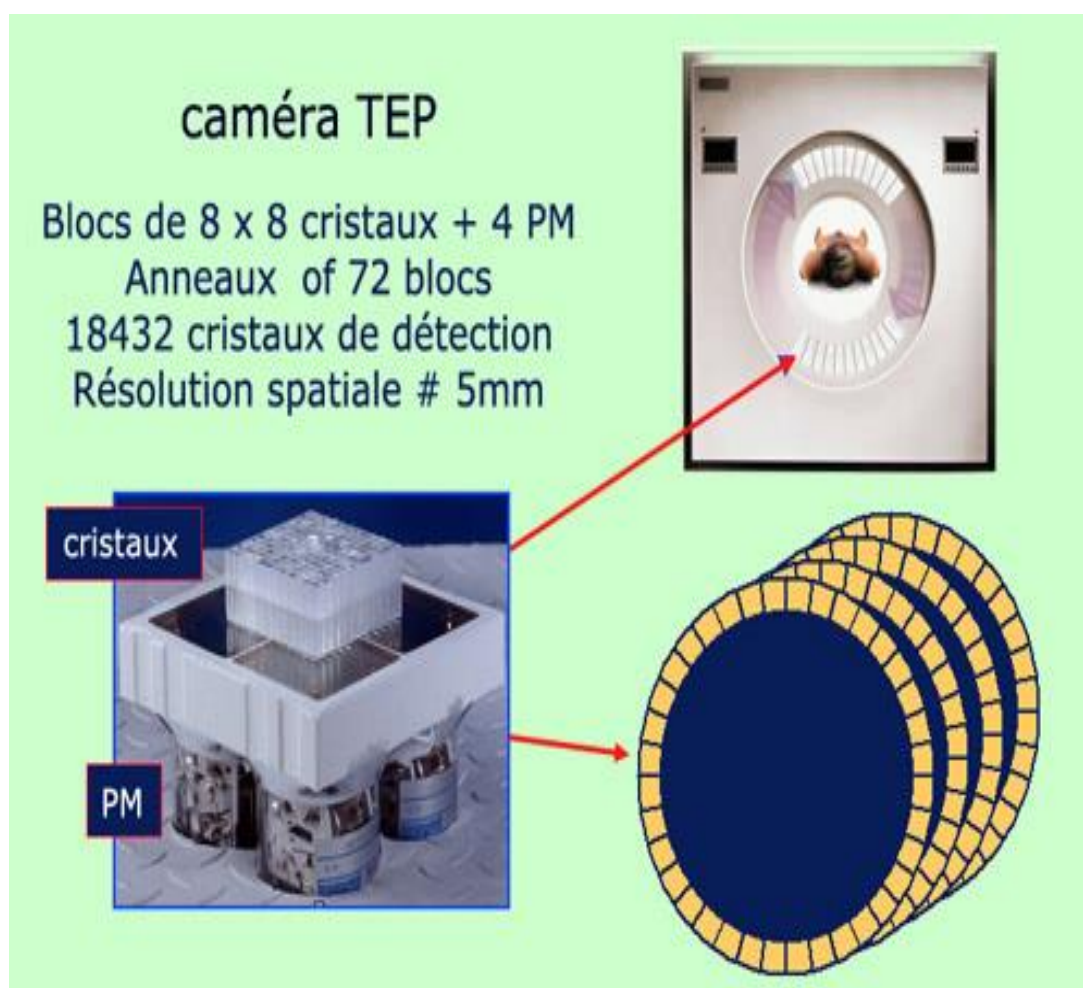 caméra TEP
Blocs de 8 x 8 cristaux + 4 PM
Anneaux of 72 blocs
18432 cristaux de détection
Résolution spatiale # 5mm
cristaux
PM